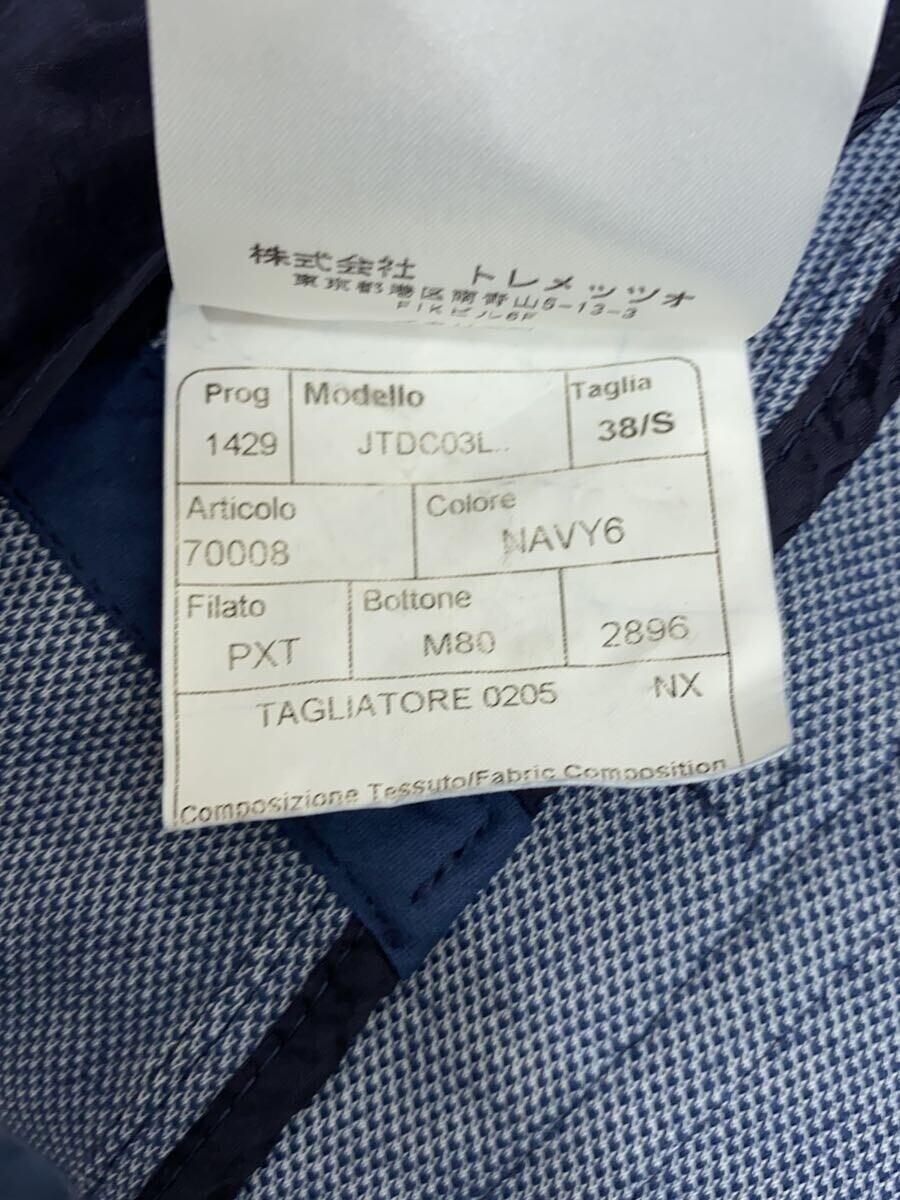 株式会社 トレメッツォ
東京都港区南青山5-13-3
FIKビル6F
Prog Modello Taglia
1429 JTDC03L.. 38/S
Articolo Colore
70008 NAVY6
Filato Bottone
PXT M80 2896
TAGLIATORE 0205 NX
Composizione Tessuto/Fabric Composition